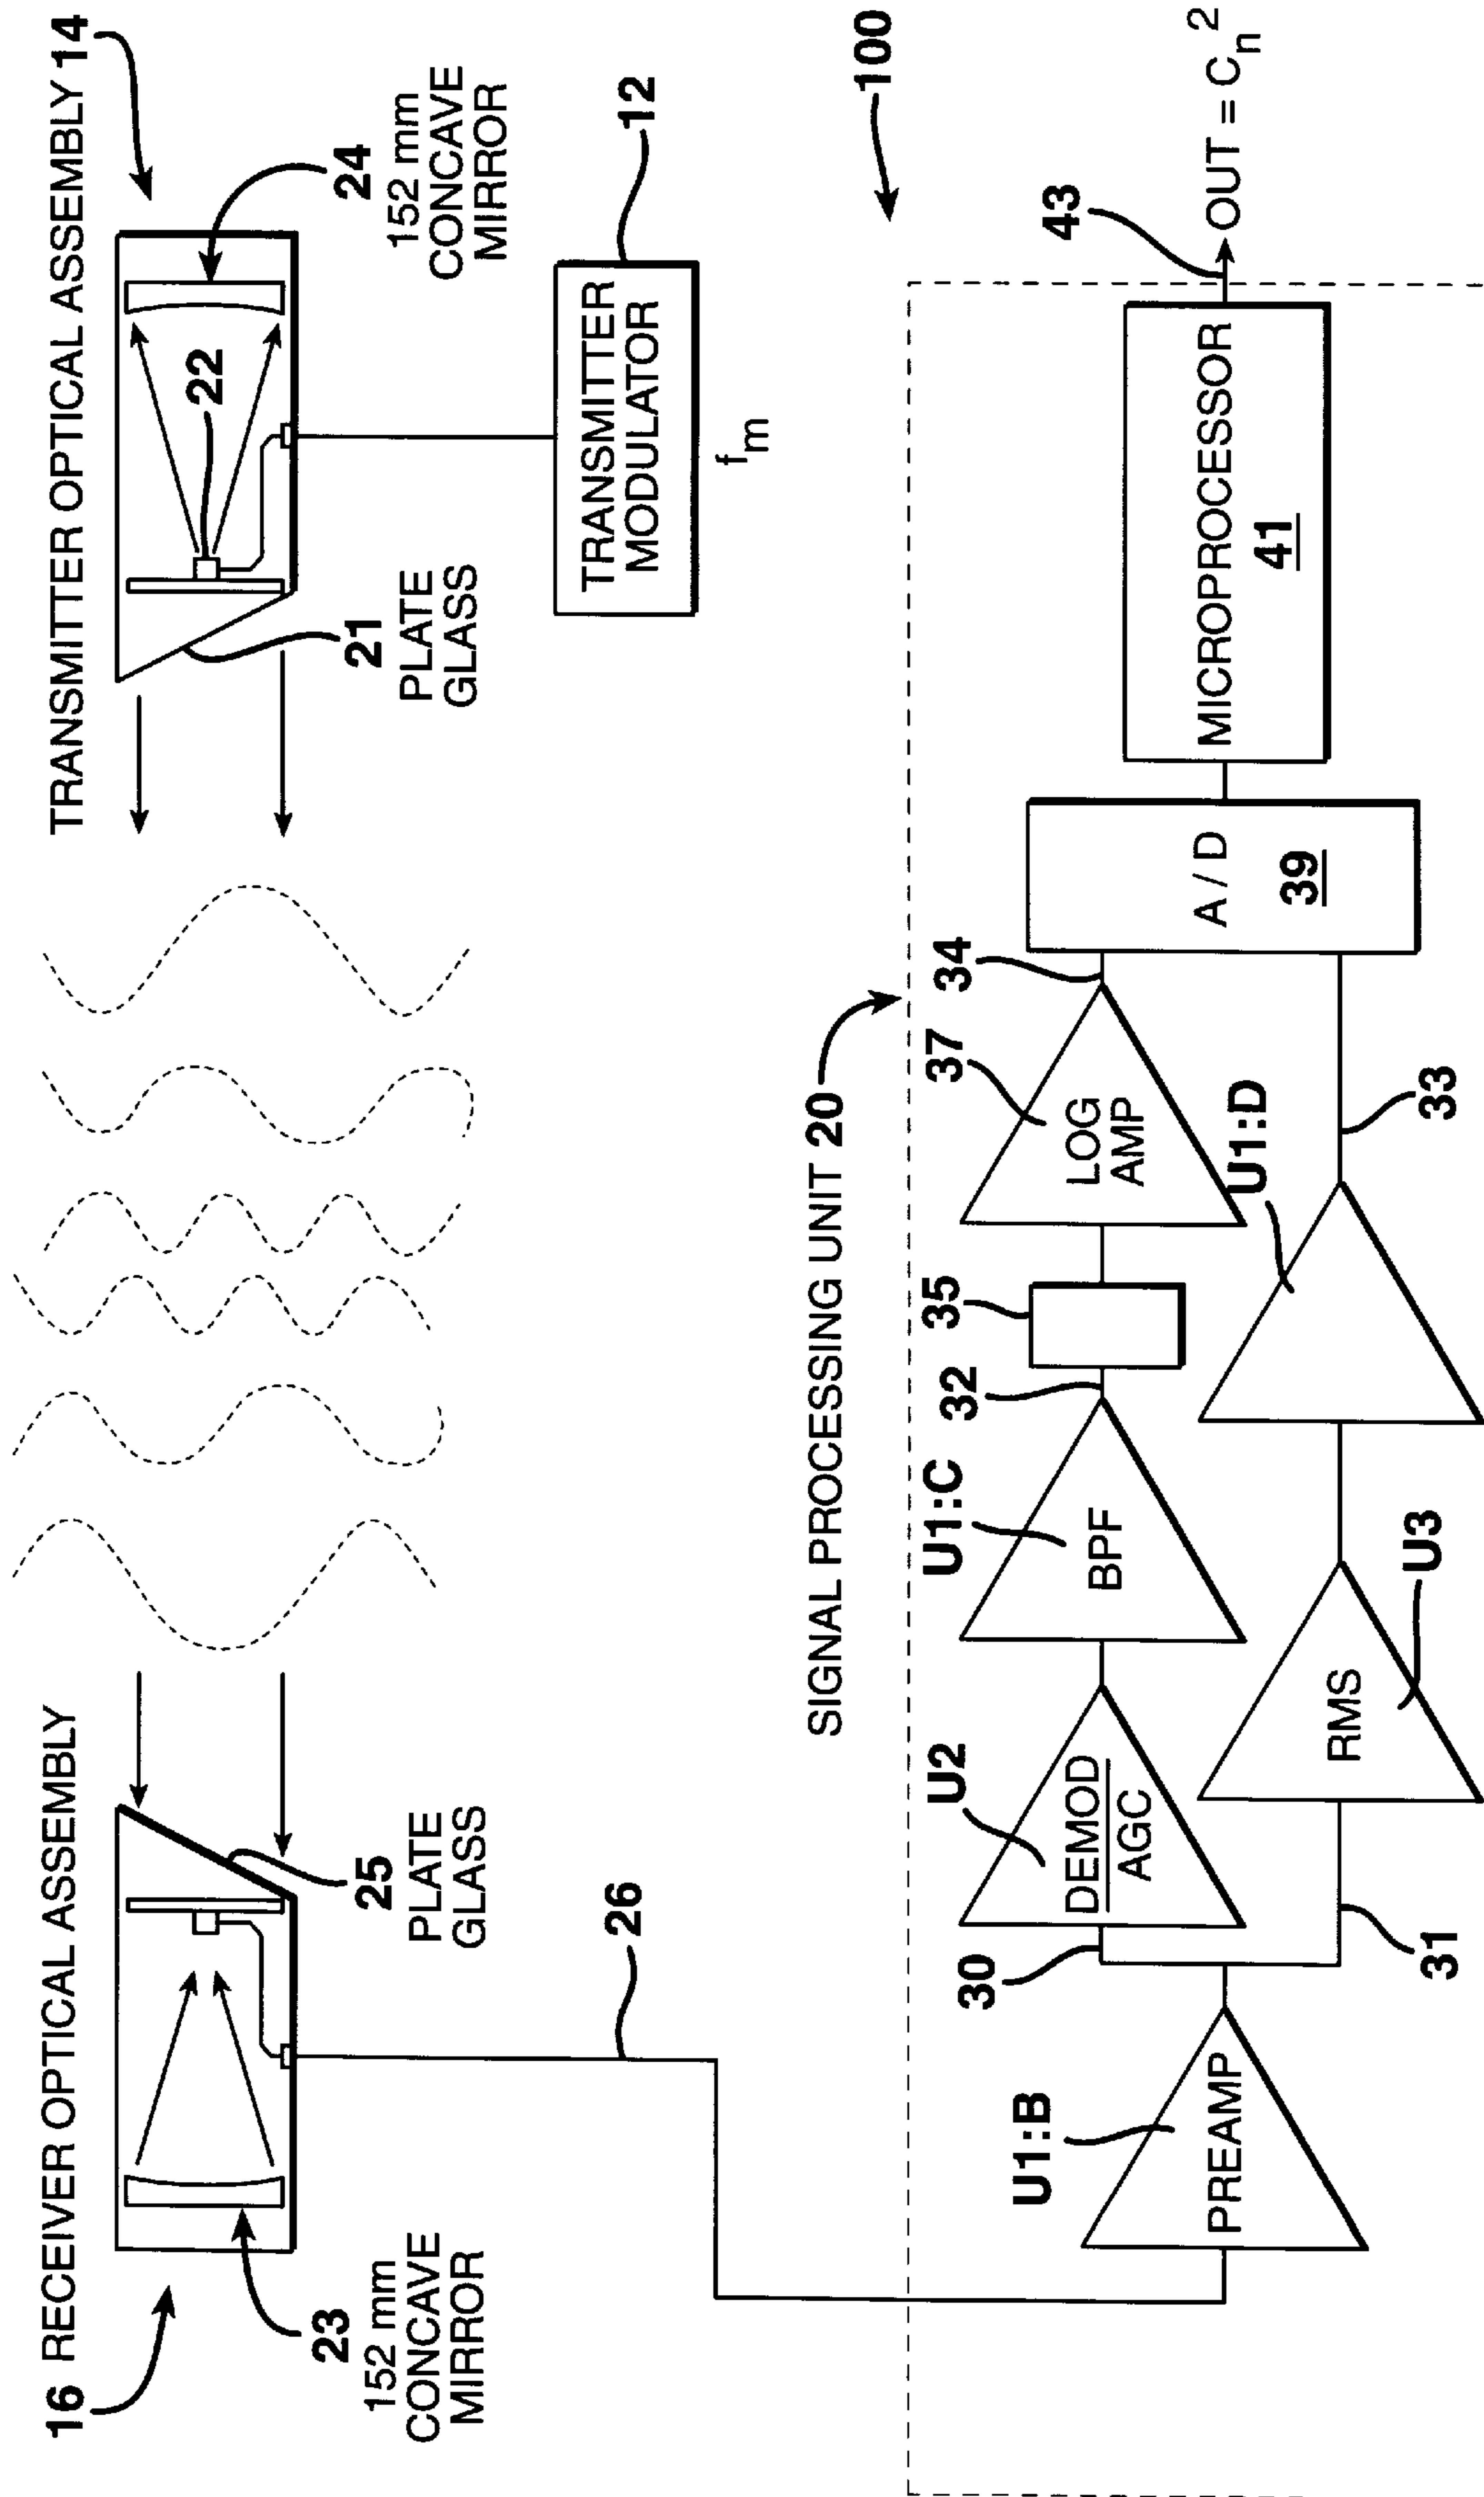 16 RECEIVER OPTICAL ASSEMBLY
TRANSMITTER OPTICAL ASSEMBLY 14
23
152 mm
CONCAVE
MIRROR
25
PLATE
GLASS
21
PLATE
GLASS
22
24
152 mm
CONCAVE
MIRROR
26
TRANSMITTER
MODULATOR
12
fm
100
SIGNAL PROCESSING UNIT 20
U1:B
PREAMP
30
31
U2
DEMOD
AGC
U1:C
BPF
32
35
37
LOG
AMP
34
RMS
U3
U1:D
33
A/D
39
MICROPROCESSOR
41
43
OUT = Cn 2